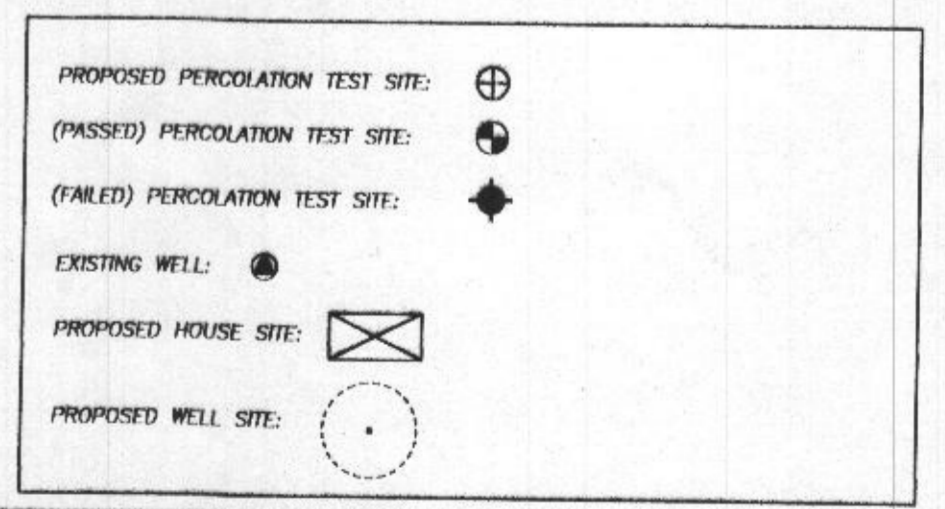 PROPOSED PERCOLATION TEST SITE:
(PASSED) PERCOLATION TEST SITE:
(FAILED) PERCOLATION TEST SITE:
EXISTING WELL:
PROPOSED HOUSE SITE:
PROPOSED WELL SITE: